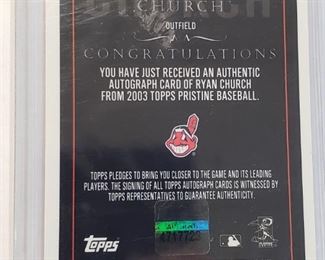 CHURCH
OUTFIELD
CONGRATULATIONS
YOU HAVE JUST RECEIVED AN AUTHENTIC
AUTOGRAPH CARD OF RYAN CHURCH
FROM 2003 TOPPS PRISTINE BASEBALL.
TOPPS PLEDGES TO BRING YOU CLOSER TO THE GAME AND ITS LEADING
PLAYERS. THE SIGNING OF ALL TOPPS AUTOGRAPH CARDS IS WITNESSED BY
TOPPS REPRESENTATIVES TO GUARANTEE AUTHENTICITY.
topps